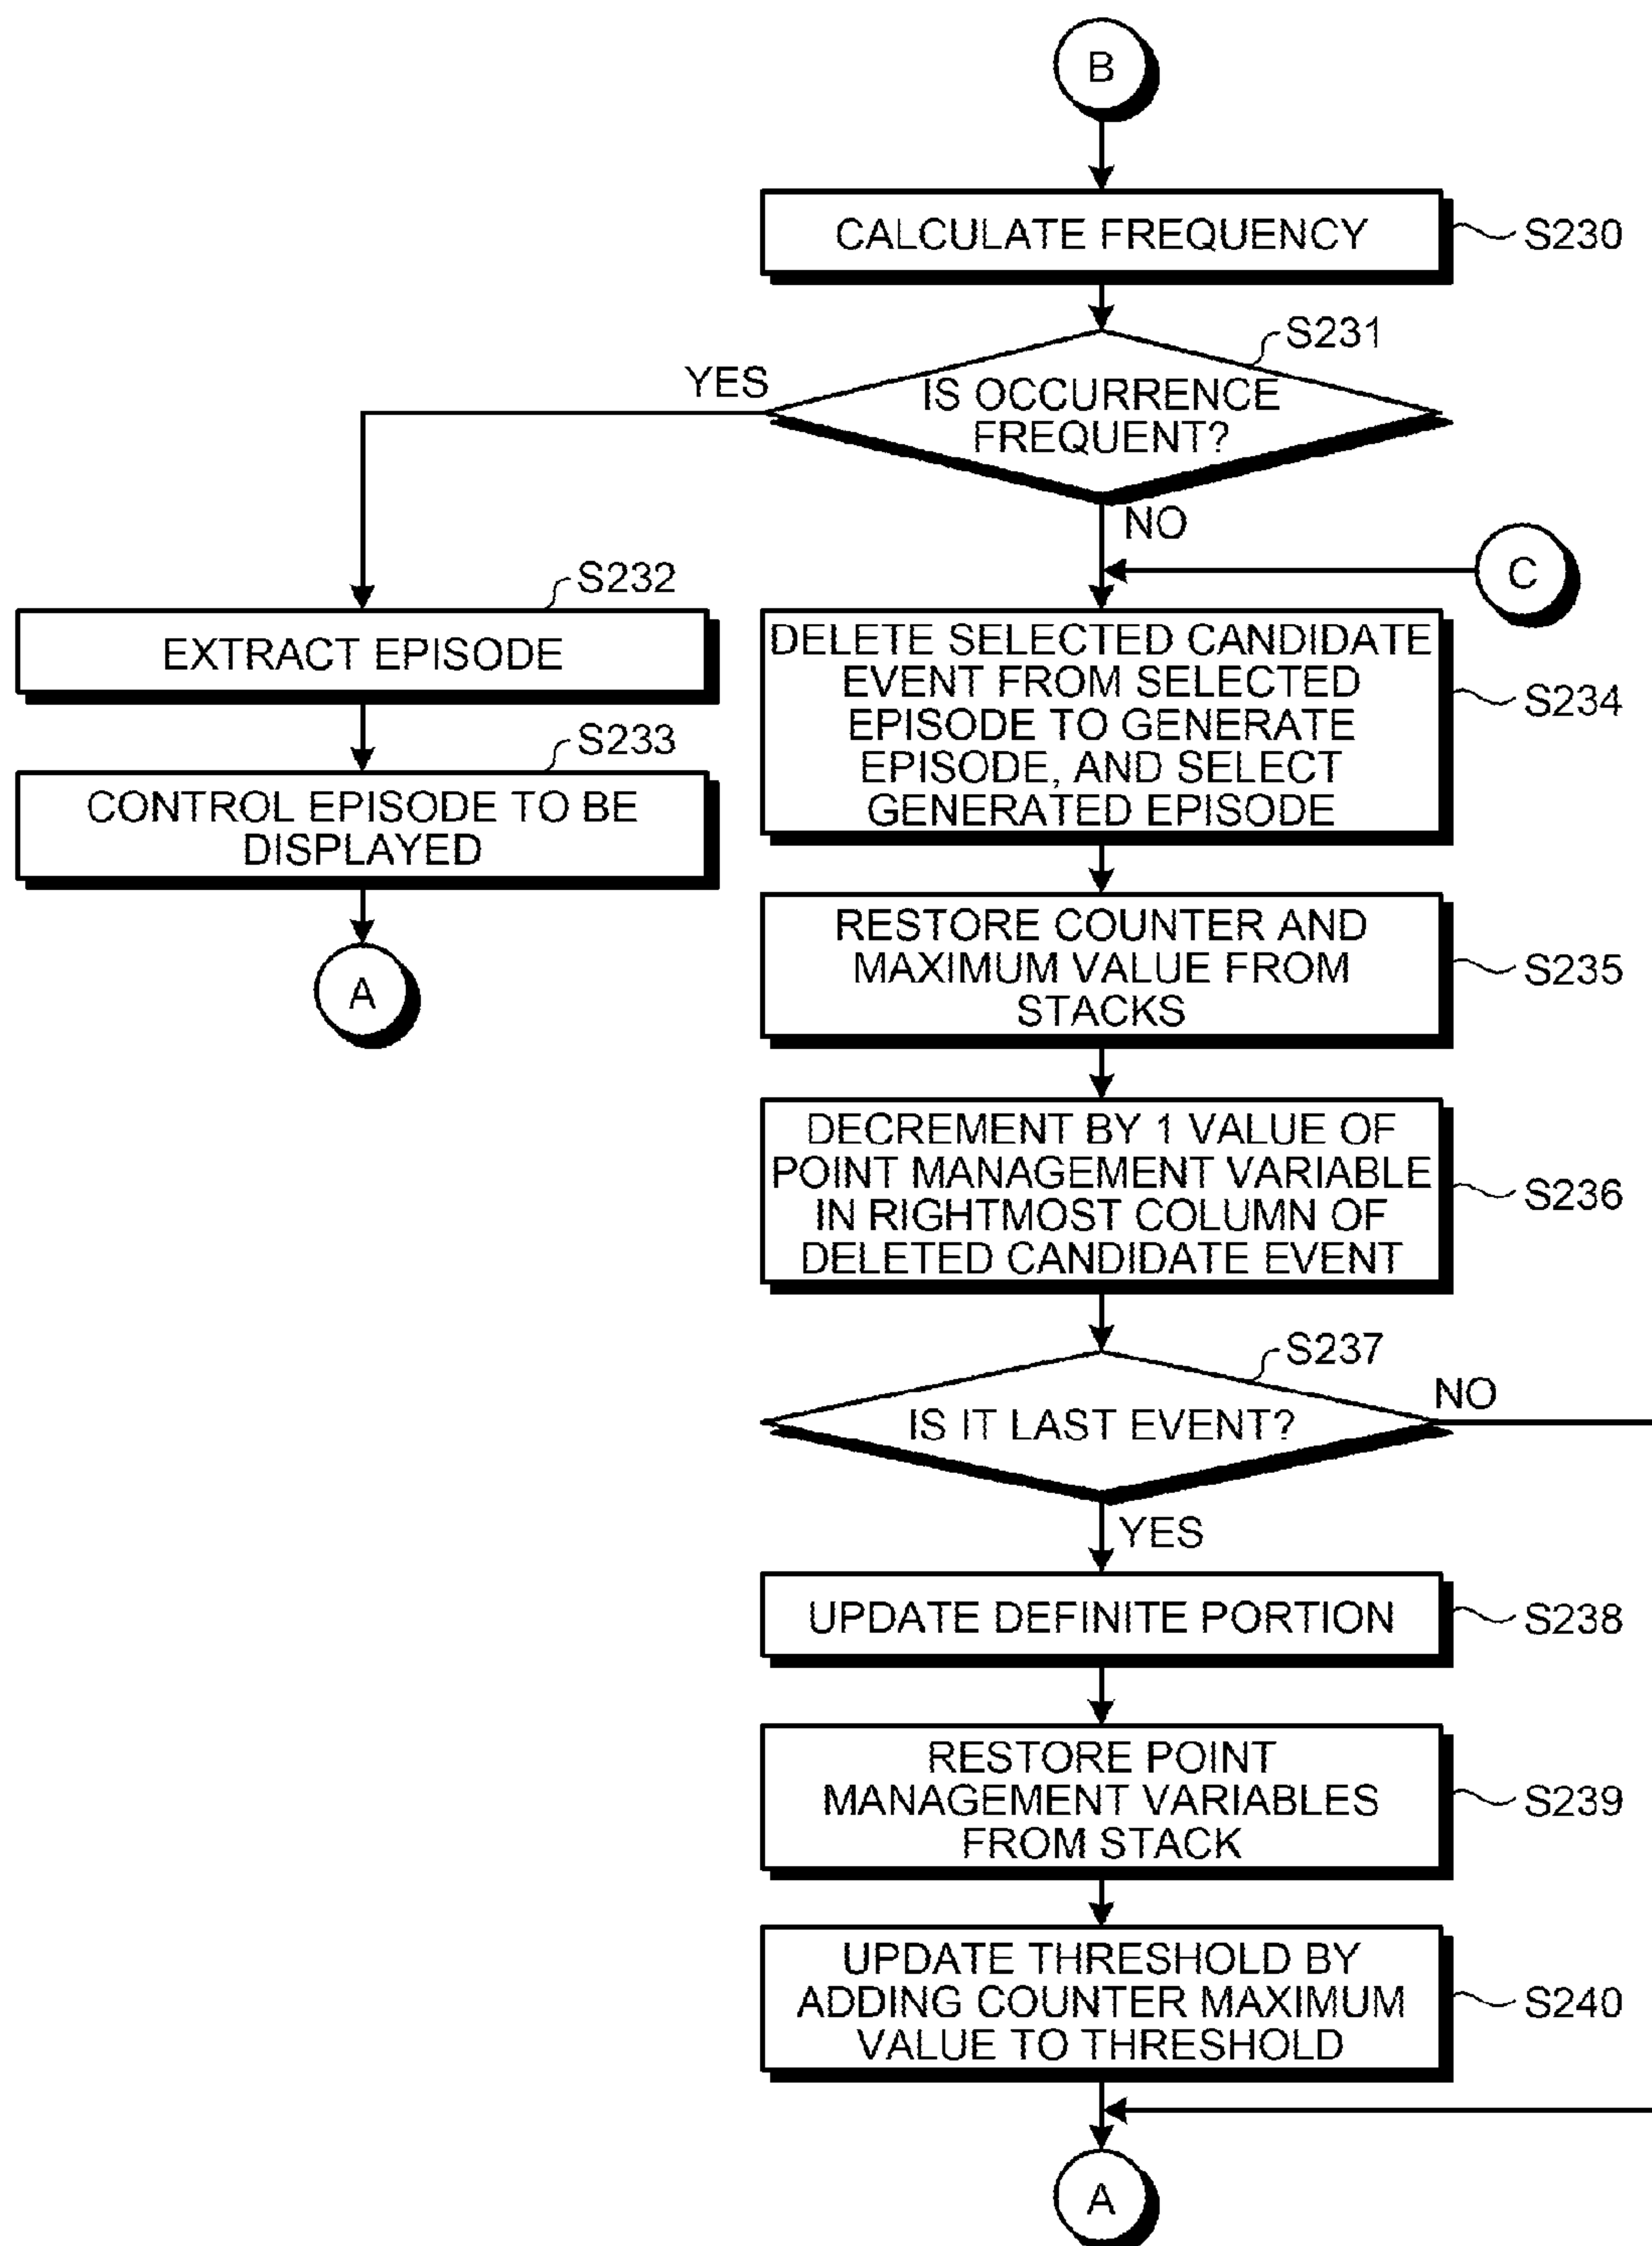 B
CALCULATE FREQUENCY
S230
S231
YES
IS OCCURRENCE
FREQUENT?
NO
C
S232
EXTRACT EPISODE
DELETE SELECTED CANDIDATE
EVENT FROM SELECTED
EPISODE TO GENERATE
EPISODE, AND SELECT
GENERATED EPISODE
S234
S233
CONTROL EPISODE TO BE
DISPLAYED
A
RESTORE COUNTER AND
MAXIMUM VALUE FROM
STACKS
S235
DECREMENT BY 1 VALUE OF
POINT MANAGEMENT VARIABLE
IN RIGHTMOST COLUMN OF
DELETED CANDIDATE EVENT
S236
S237
IS IT LAST EVENT?
NO
YES
UPDATE DEFINITE PORTION
S238
RESTORE POINT
MANAGEMENT VARIABLES
FROM STACK
S239
UPDATE THRESHOLD BY
ADDING COUNTER MAXIMUM
VALUE TO THRESHOLD
S240
A